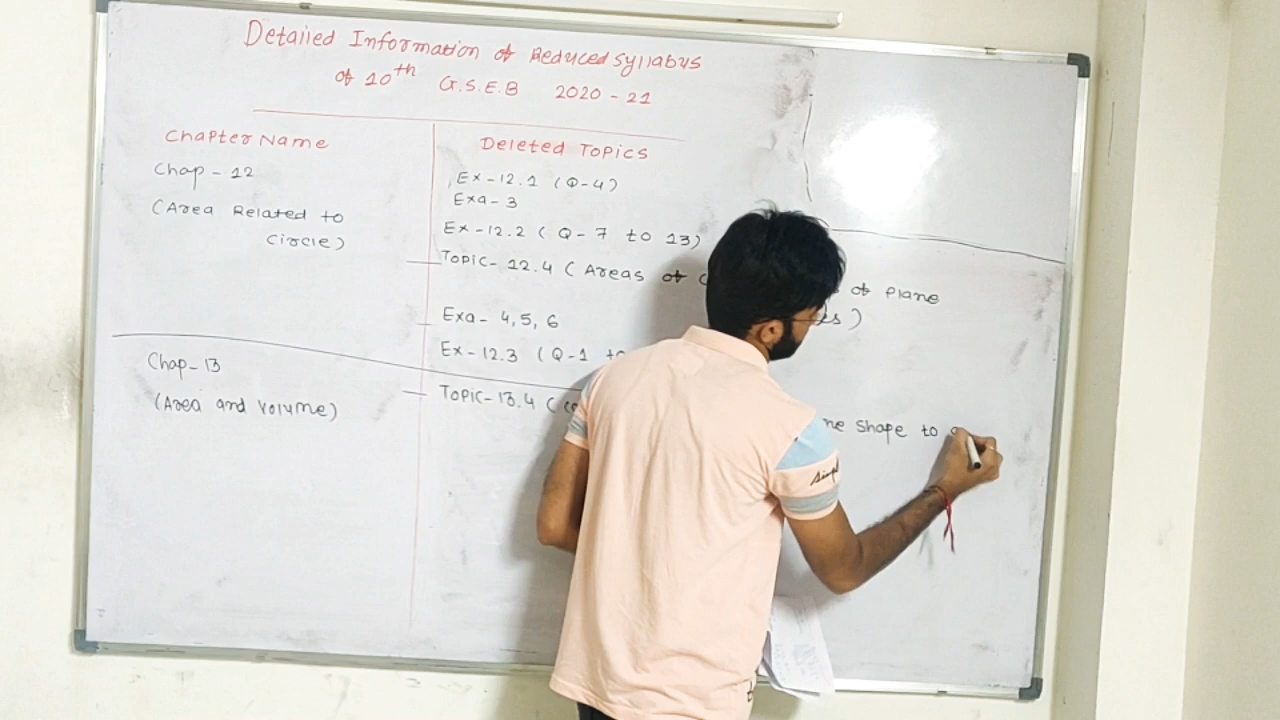 Detailed Information of Reduced Syllabus
of 10th G.S.E.B 2020 - 21
Chapter Name
Deleted Topics
Chap - 12
(Area Related to
Circle)
Ex - 12.1 (Q-4)
Exa - 3
Ex - 12.2 (Q - 7 to 13)
Topic - 12.4 (Areas of of Plane
)
Exa - 4, 5, 6
Ex - 12.3 (Q-1 to
Chap - 13
(Area and Volume)
Topic - 13.4 ( Shape to